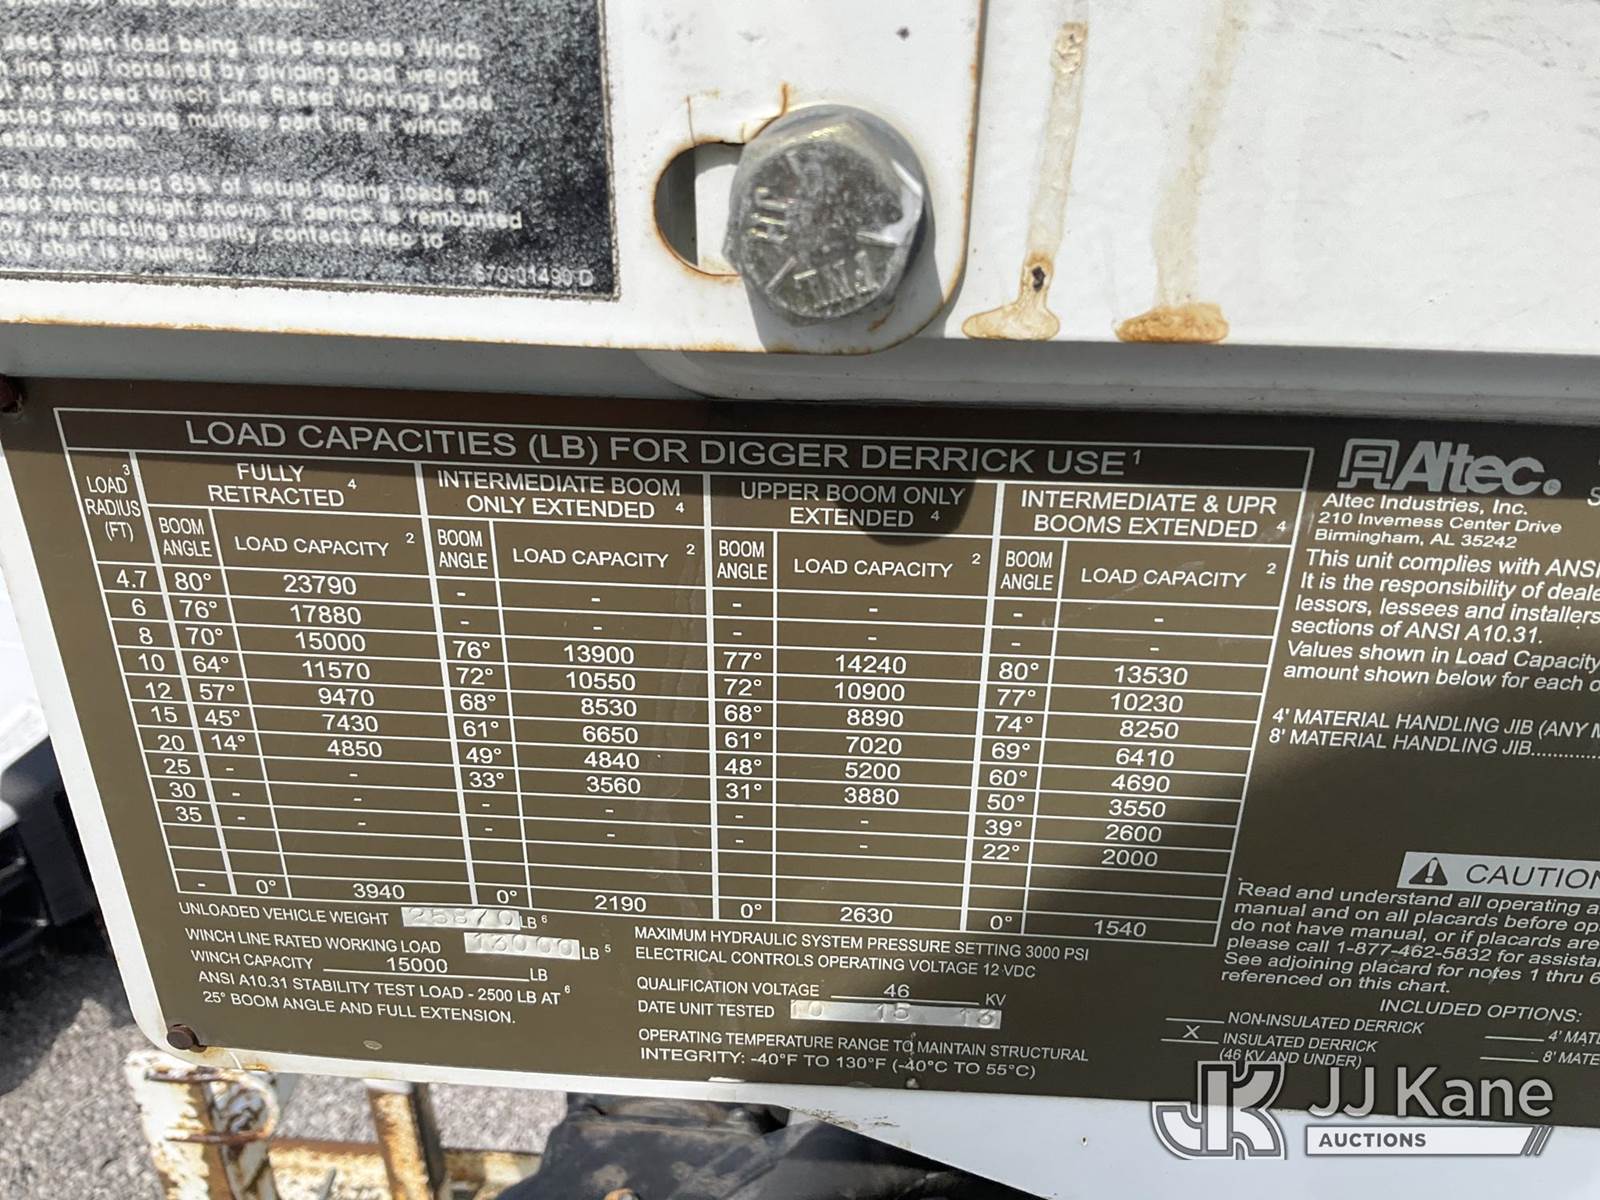 used when load being lifted exceeds Winch
line pull (obtained by dividing load weight
not exceed Winch Line Rated Working Load
when using multiple part line if winch
boom.
do not exceed 85% of actual tipping loads on
Vehicle Weight shown. If derrick is remounted
way affecting stability, contact Altec to
chart is required.
670-01490 D
LOAD CAPACITIES (LB) FOR DIGGER DERRICK USE 1
LOAD 3 RADIUS (FT) FULLY RETRACTED 4 INTERMEDIATE BOOM ONLY EXTENDED 4 UPPER BOOM ONLY EXTENDED 4 INTERMEDIATE & UPR BOOMS EXTENDED 4
BOOM ANGLE LOAD CAPACITY 2 BOOM ANGLE LOAD CAPACITY 2 BOOM ANGLE LOAD CAPACITY 2 BOOM ANGLE LOAD CAPACITY 2
4.7 80° 23790 - - - - - -
6 76° 17880 - - - - - -
8 70° 15000 76° 13900 77° 14240 80° 13530
10 64° 11570 72° 10550 72° 10900 77° 10230
12 57° 9470 68° 8530 68° 8890 74° 8250
15 45° 7430 61° 6650 61° 7020 69° 6410
20 14° 4850 49° 4840 48° 5200 60° 4690
25 - - 33° 3560 31° 3880 50° 3550
30 - - - - - - 39° 2600
35 - - - - - - 22° 2000
- 0° 3940 0° 2190 0° 2630 0° 1540
UNLOADED VEHICLE WEIGHT 25870 LB 6
WINCH LINE RATED WORKING LOAD 13000 LB 5
WINCH CAPACITY 15000 LB
ANSI A10.31 STABILITY TEST LOAD - 2500 LB AT 6
25° BOOM ANGLE AND FULL EXTENSION.
MAXIMUM HYDRAULIC SYSTEM PRESSURE SETTING 3000 PSI
ELECTRICAL CONTROLS OPERATING VOLTAGE 12 VDC
QUALIFICATION VOLTAGE 46 KV
DATE UNIT TESTED 10 15 13
OPERATING TEMPERATURE RANGE TO MAINTAIN STRUCTURAL
INTEGRITY: -40°F TO 130°F (-40°C TO 55°C)
Altec.
Altec Industries, Inc.
210 Inverness Center Drive
Birmingham, AL 35242
This unit complies with ANSI
It is the responsibility of
lessors, lessees and installers
sections of ANSI A10.31.
Values shown in Load Capacity
amount shown below for each
4' MATERIAL HANDLING JIB (ANY
8' MATERIAL HANDLING JIB............
CAUTION
Read and understand all operating
manual and on all placards before
do not have manual, or if placards are
please call 1-877-462-5832 for
See adjoining placard for notes 1 thru 6
referenced on this chart.
INCLUDED OPTIONS:
NON-INSULATED DERRICK
X INSULATED DERRICK
(46 KV AND UNDER)
4'
8'
JK JJ Kane
AUCTIONS